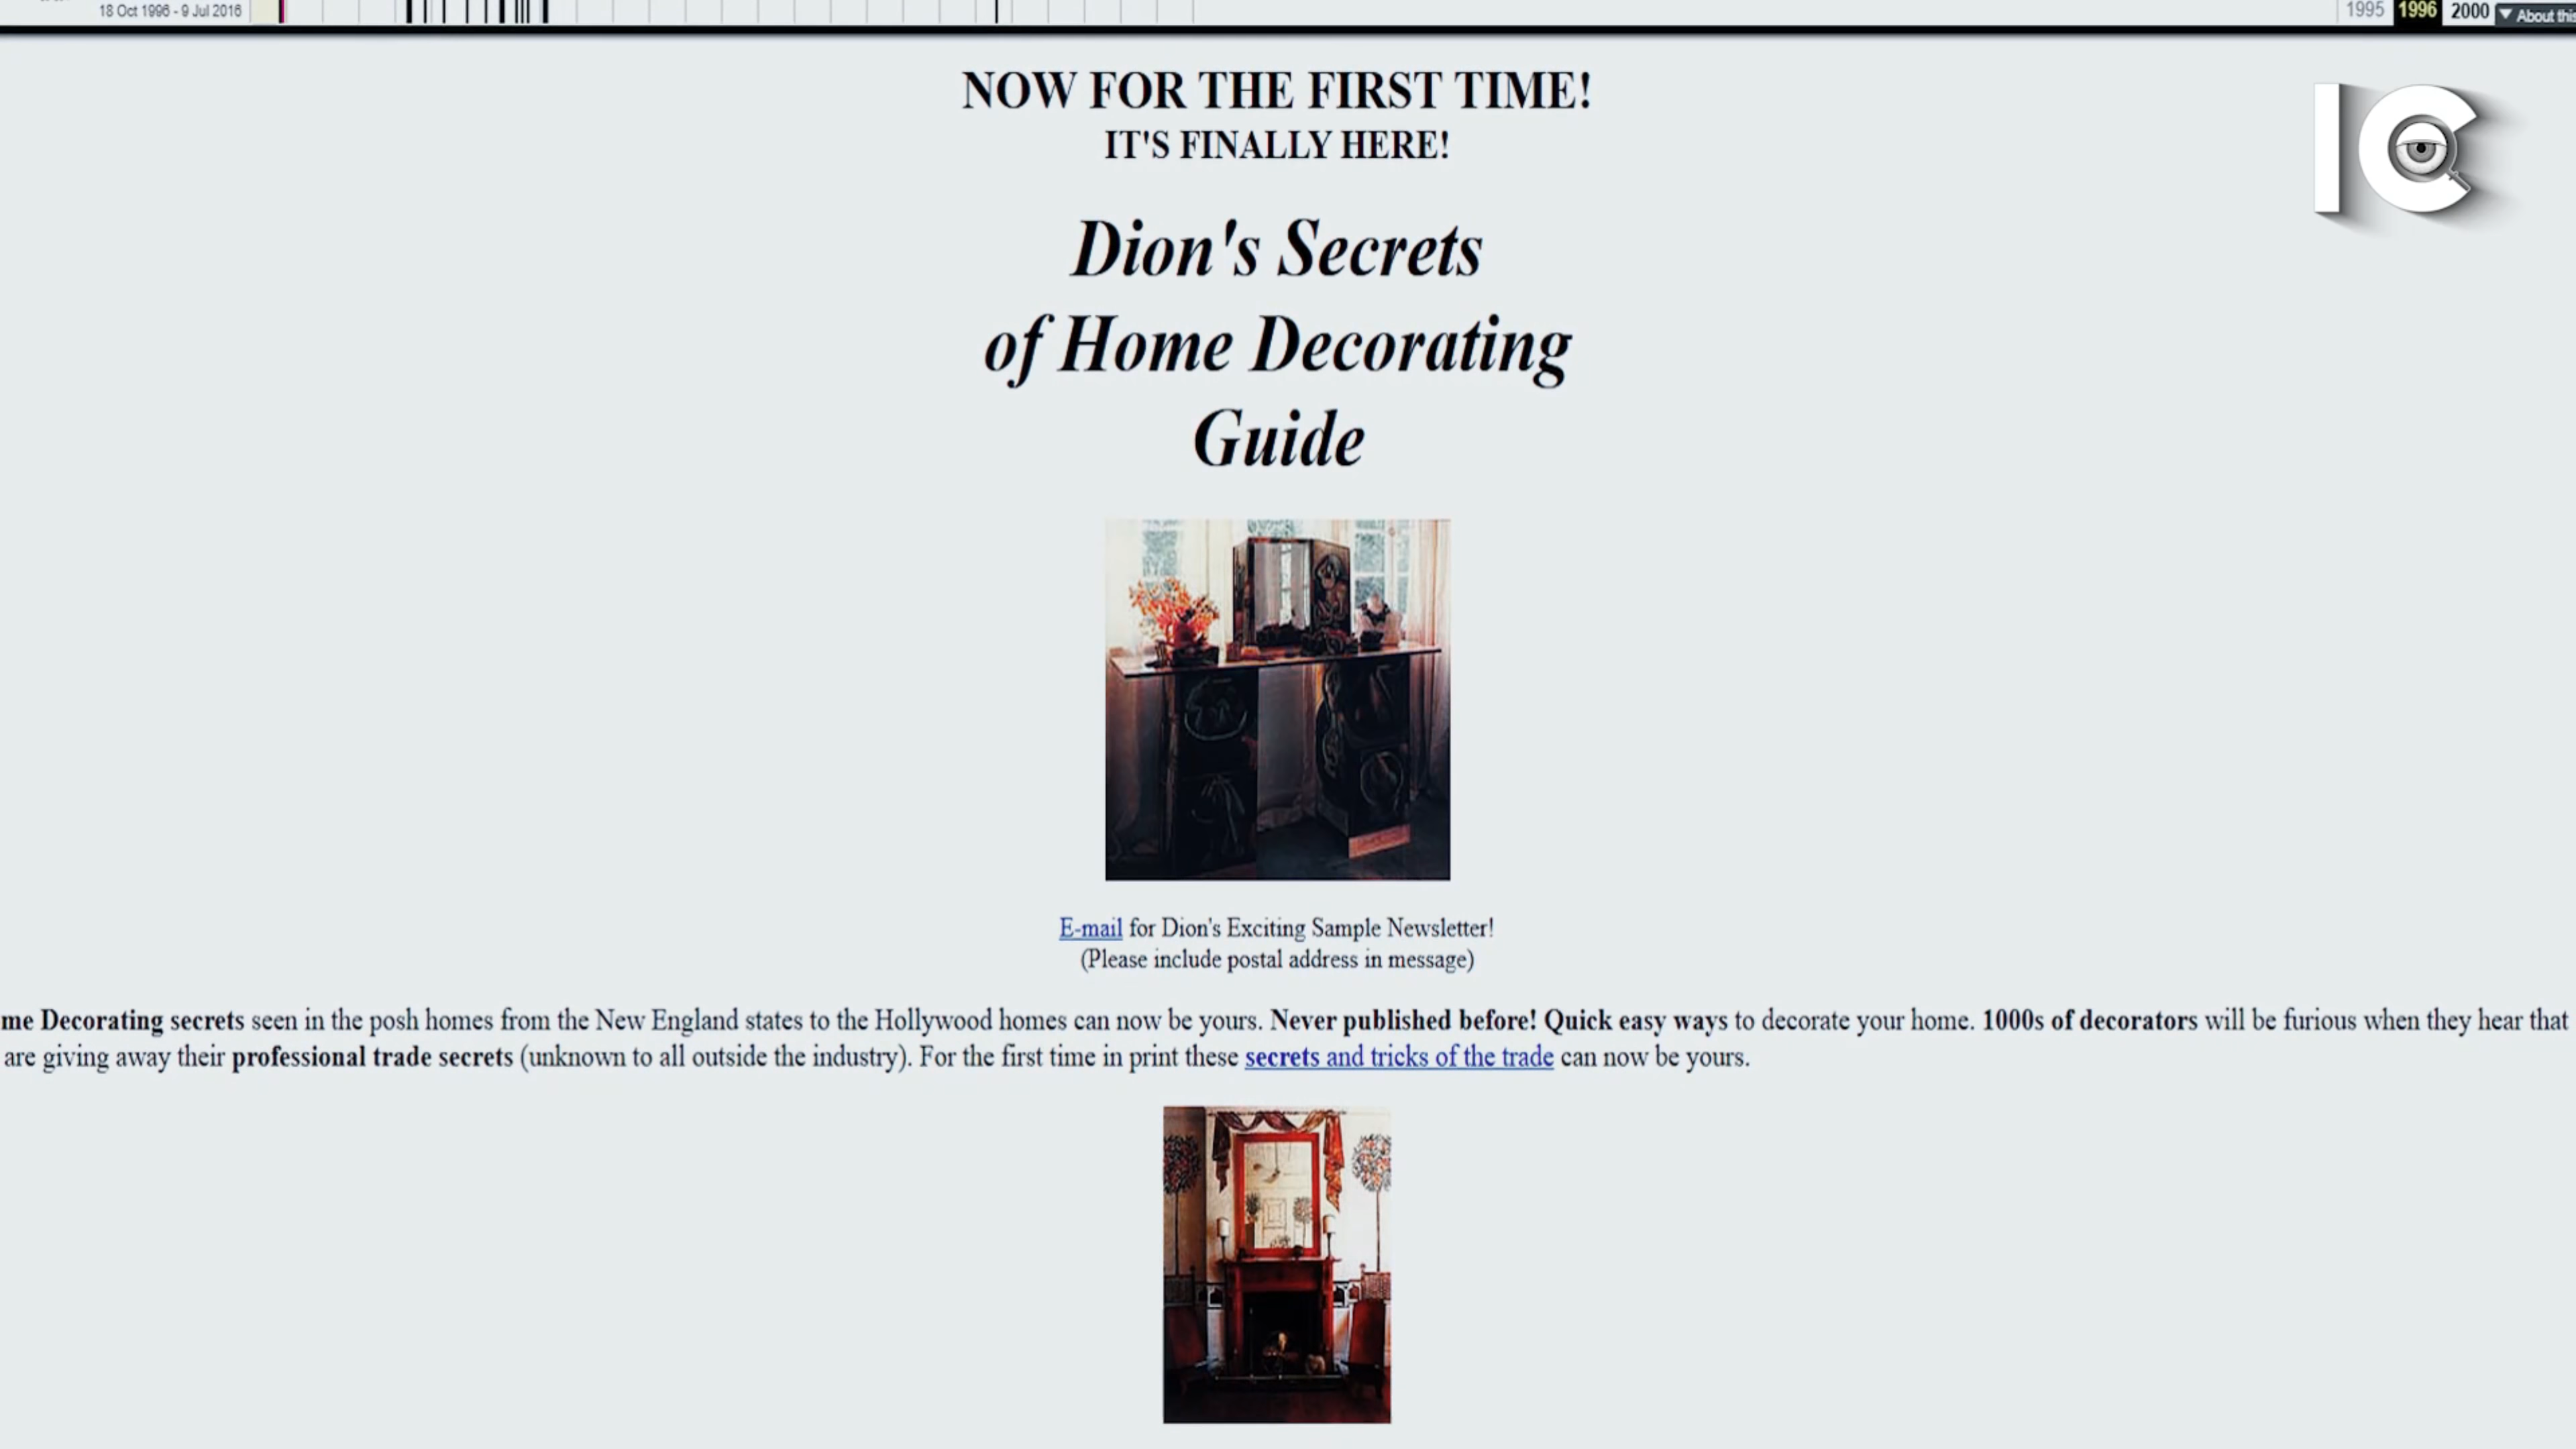 18 Oct 1996 - 9 Jul 2016
1995 1996 2000 ▼ About this
NOW FOR THE FIRST TIME!
IT'S FINALLY HERE!
IC
Dion's Secrets
of Home Decorating
Guide
E-mail for Dion's Exciting Sample Newsletter!
(Please include postal address in message)
me Decorating secrets seen in the posh homes from the New England states to the Hollywood homes can now be yours. Never published before! Quick easy ways to decorate your home. 1000s of decorators will be furious when they hear that
are giving away their professional trade secrets (unknown to all outside the industry). For the first time in print these secrets and tricks of the trade can now be yours.